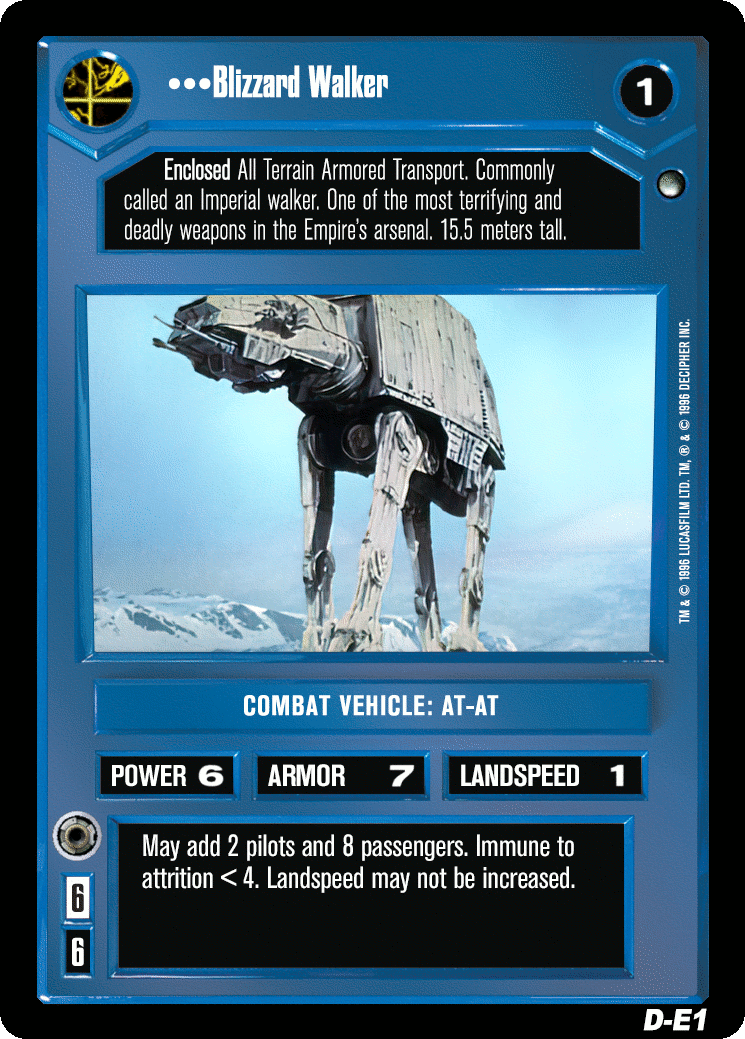 •••Blizzard Walker
1
Enclosed All Terrain Armored Transport. Commonly
called an Imperial walker. One of the most terrifying and
deadly weapons in the Empire's arsenal. 15.5 meters tall.
TM & © 1996 LUCASFILM LTD. TM, ® & © 1996 DECIPHER INC.
COMBAT VEHICLE: AT-AT
POWER 6 ARMOR 7 LANDSPEED 1
May add 2 pilots and 8 passengers. Immune to
attrition < 4. Landspeed may not be increased.
6
6
D-E1